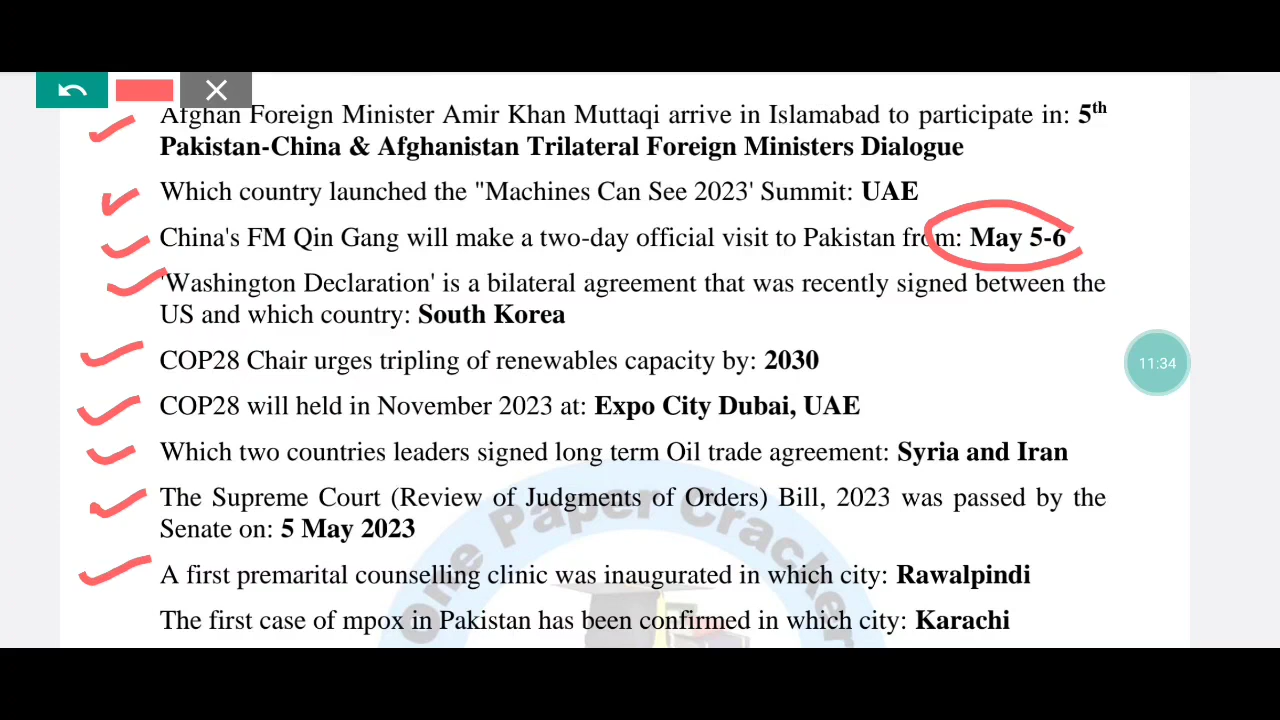 Afghan Foreign Minister Amir Khan Muttaqi arrive in Islamabad to participate in: 5th
Pakistan-China & Afghanistan Trilateral Foreign Ministers Dialogue
Which country launched the "Machines Can See 2023' Summit: UAE
China's FM Qin Gang will make a two-day official visit to Pakistan from: May 5-6
'Washington Declaration' is a bilateral agreement that was recently signed between the
US and which country: South Korea
COP28 Chair urges tripling of renewables capacity by: 2030
COP28 will held in November 2023 at: Expo City Dubai, UAE
Which two countries leaders signed long term Oil trade agreement: Syria and Iran
The Supreme Court (Review of Judgments of Orders) Bill, 2023 was passed by the
Senate on: 5 May 2023
A first premarital counselling clinic was inaugurated in which city: Rawalpindi
The first case of mpox in Pakistan has been confirmed in which city: Karachi
11:34
One Paper Cracker